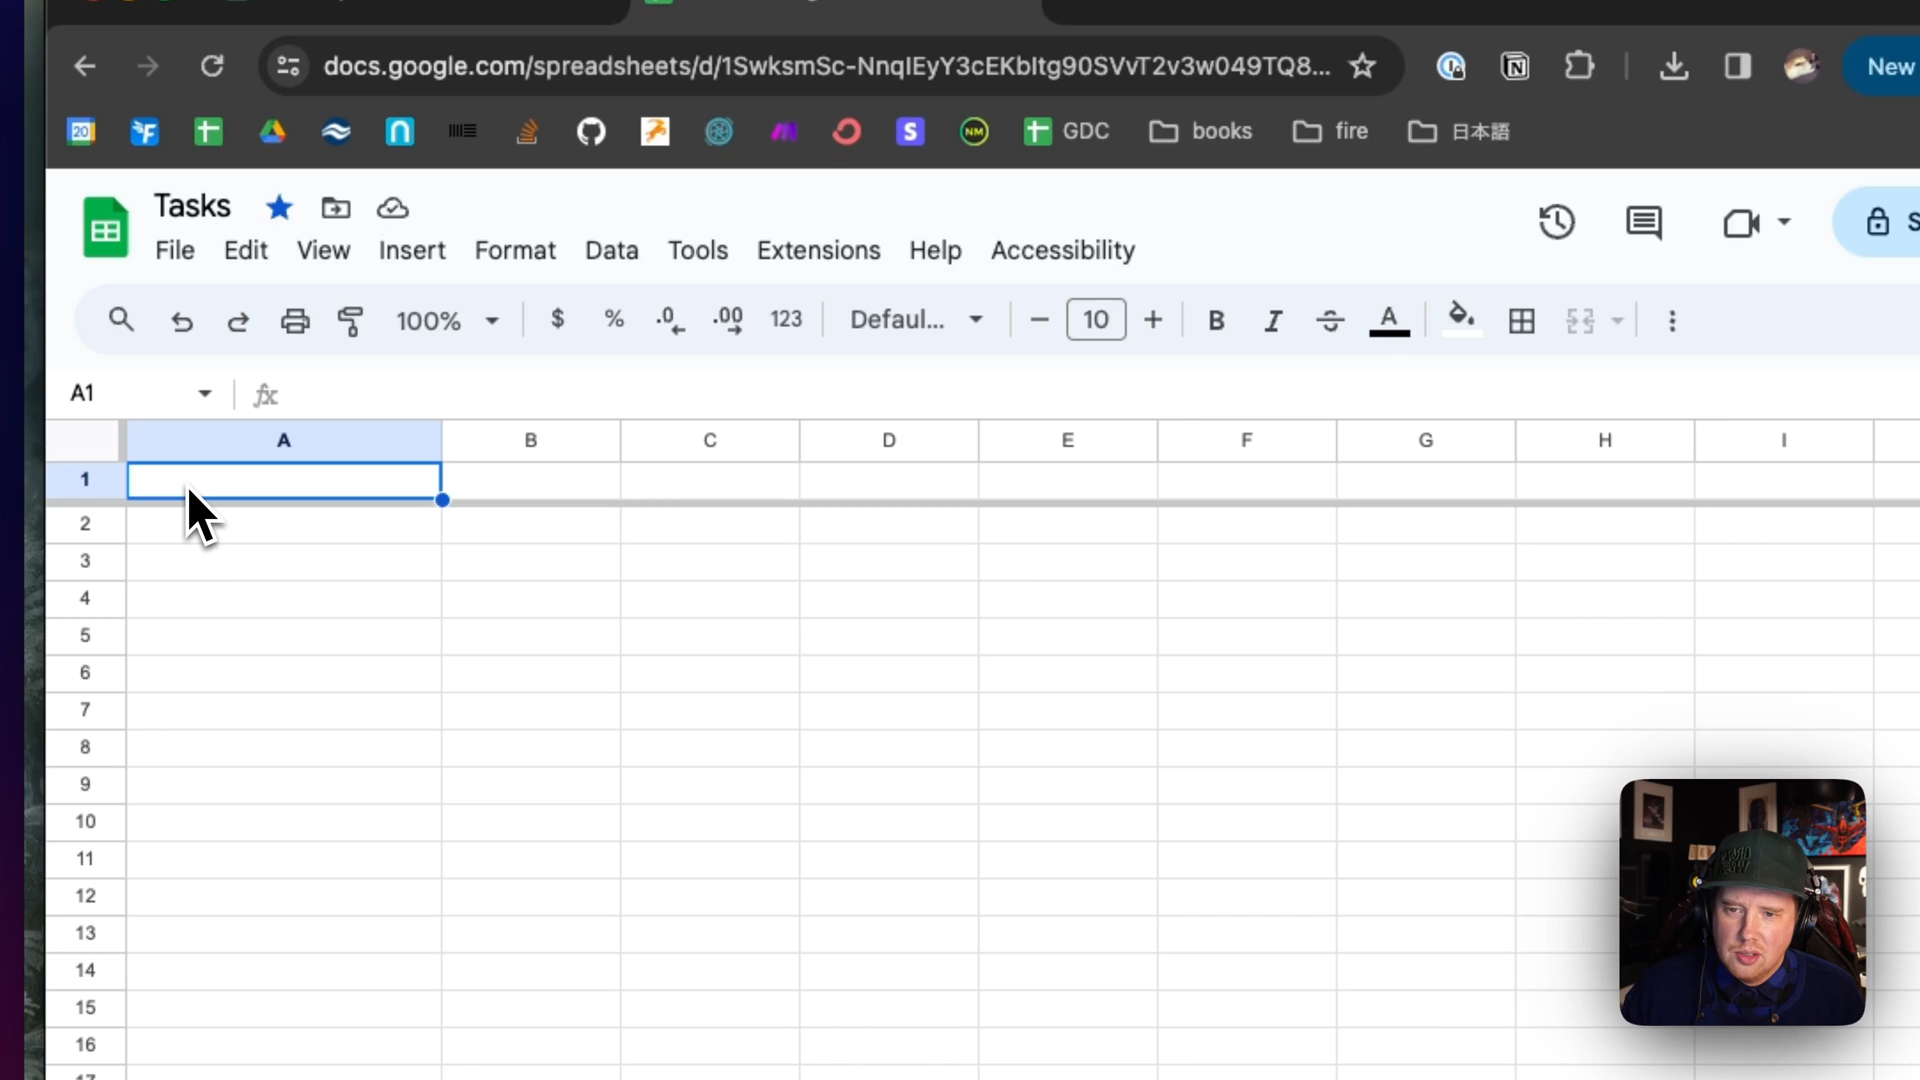 docs.google.com/spreadsheets/d/1SwksmSc-NnqIEyY3cEKbItg90SVvT2v3w049TQ8...
New
20
GDC
books
fire
日本語
Tasks
File Edit View Insert Format Data Tools Extensions Help Accessibility
100% $ % .0 .00 123 Defaul... 10 B I A
A1 fx
A B C D E F G H I
1
2
3
4
5
6
7
8
9
10
11
12
13
14
15
16
17